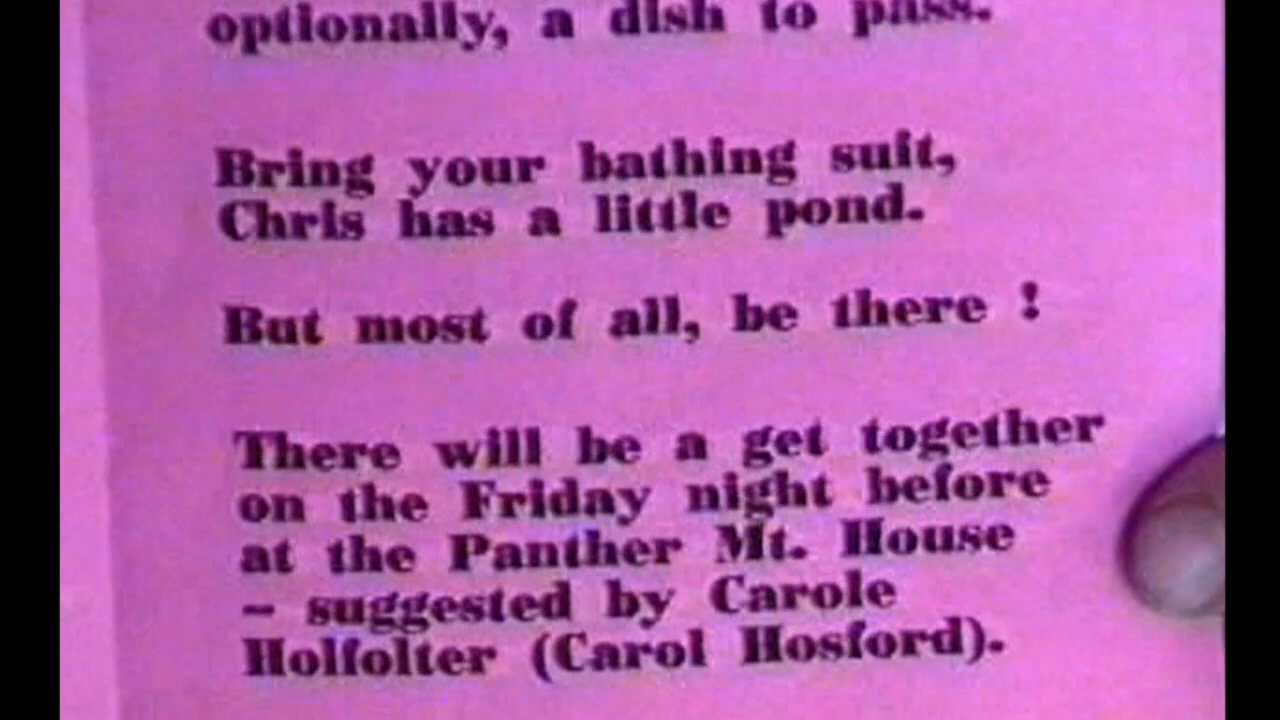 optionally, a dish to pass.
Bring your bathing suit,
Chris has a little pond.
But most of all, be there !
There will be a get together
on the Friday night before
at the Panther Mt. House
– suggested by Carole
Holfolter (Carol Hosford).